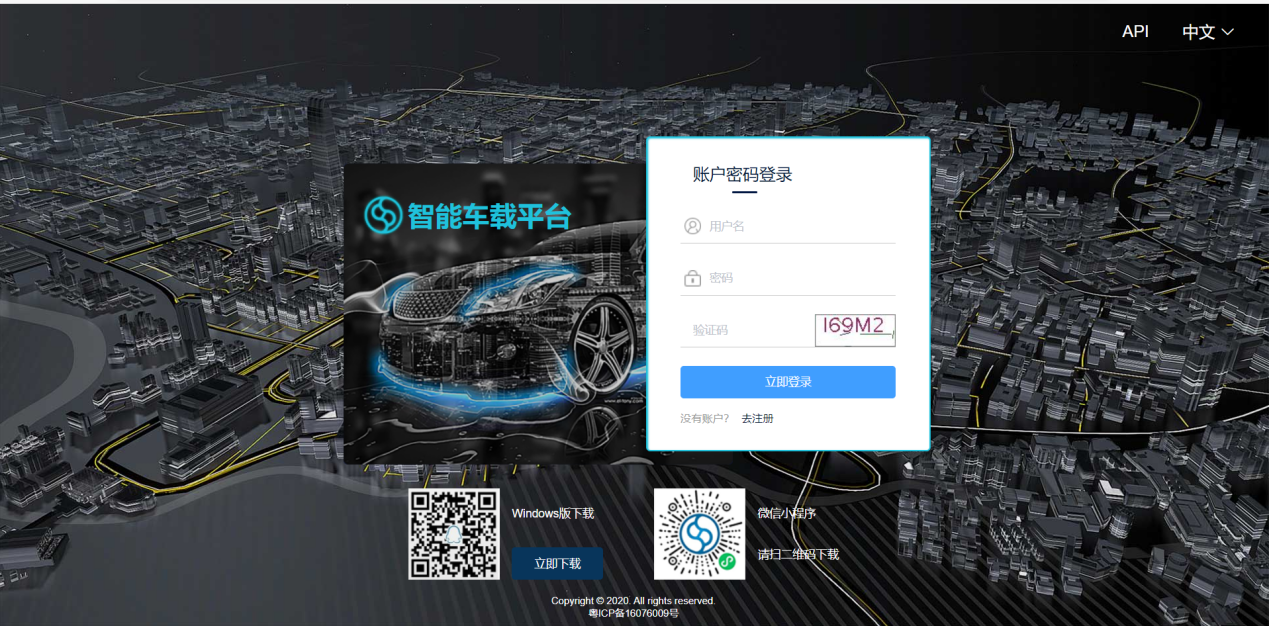 API 中文
智能车载平台
账户密码登录
用户名
密码
验证码 I69M2
立即登录
没有账户？ 去注册
Windows版下载
立即下载
微信小程序
请扫二维码下载
Copyright © 2020. All rights reserved.
粤ICP备16076009号